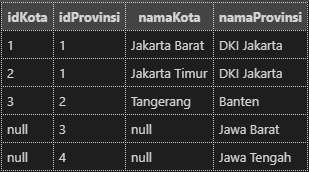 idKota idProvinsi namaKota namaProvinsi
1 1 Jakarta Barat DKI Jakarta
2 1 Jakarta Timur DKI Jakarta
3 2 Tangerang Banten
null 3 null Jawa Barat
null 4 null Jawa Tengah